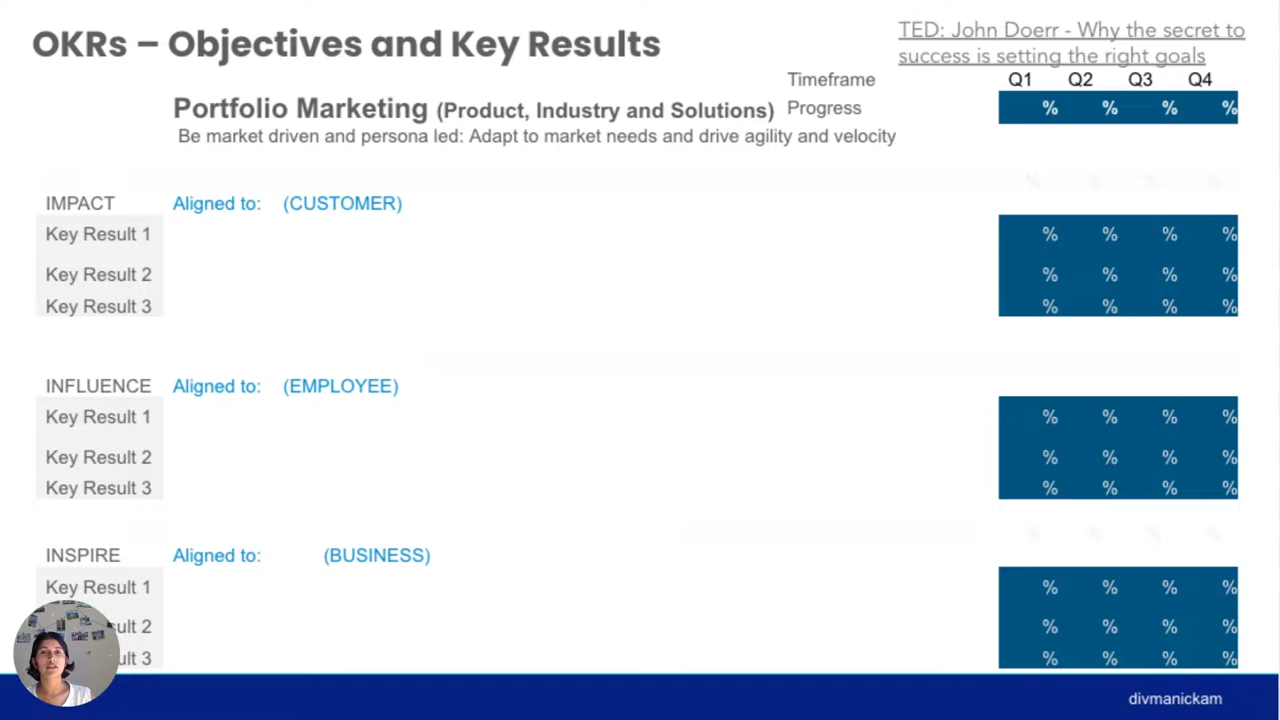 OKRs – Objectives and Key Results
TED: John Doerr - Why the secret to
success is setting the right goals
Timeframe Q1 Q2 Q3 Q4
Portfolio Marketing (Product, Industry and Solutions) Progress % % % %
Be market driven and persona led: Adapt to market needs and drive agility and velocity
% % % %
IMPACT Aligned to: (CUSTOMER)
Key Result 1 % % % %
Key Result 2 % % % %
Key Result 3 % % % %
INFLUENCE Aligned to: (EMPLOYEE)
Key Result 1 % % % %
Key Result 2 % % % %
Key Result 3 % % % %
INSPIRE Aligned to: (BUSINESS)
Key Result 1 % % % %
ult 2 % % % %
ult 3 % % % %
divmanickam